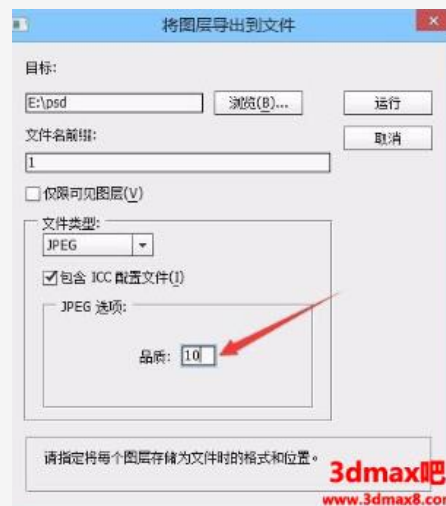 将图层导出到文件
目标:
E:\psd 浏览(B)... 运行
文件名前缀: 取消
1
仅限可见图层(V)
文件类型:
JPEG
包含 ICC 配置文件(I)
JPEG 选项:
品质: 10
请指定将每个图层存储为文件时的格式和位置。
3dmax吧
www.3dmax8.com